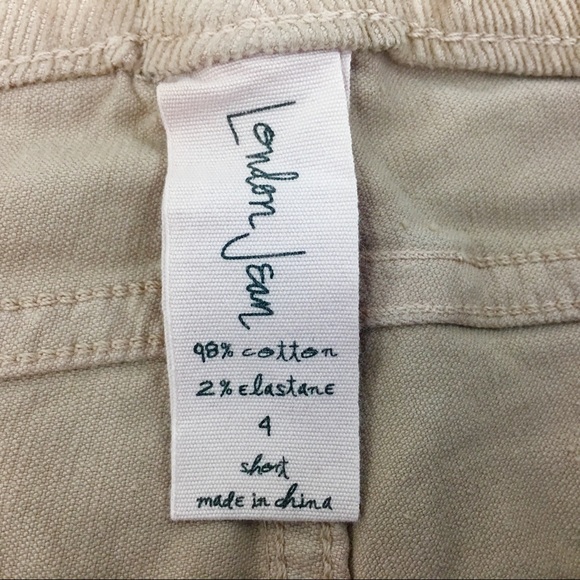 London Jean
98% cotton
2% elastane
4
short
made in china